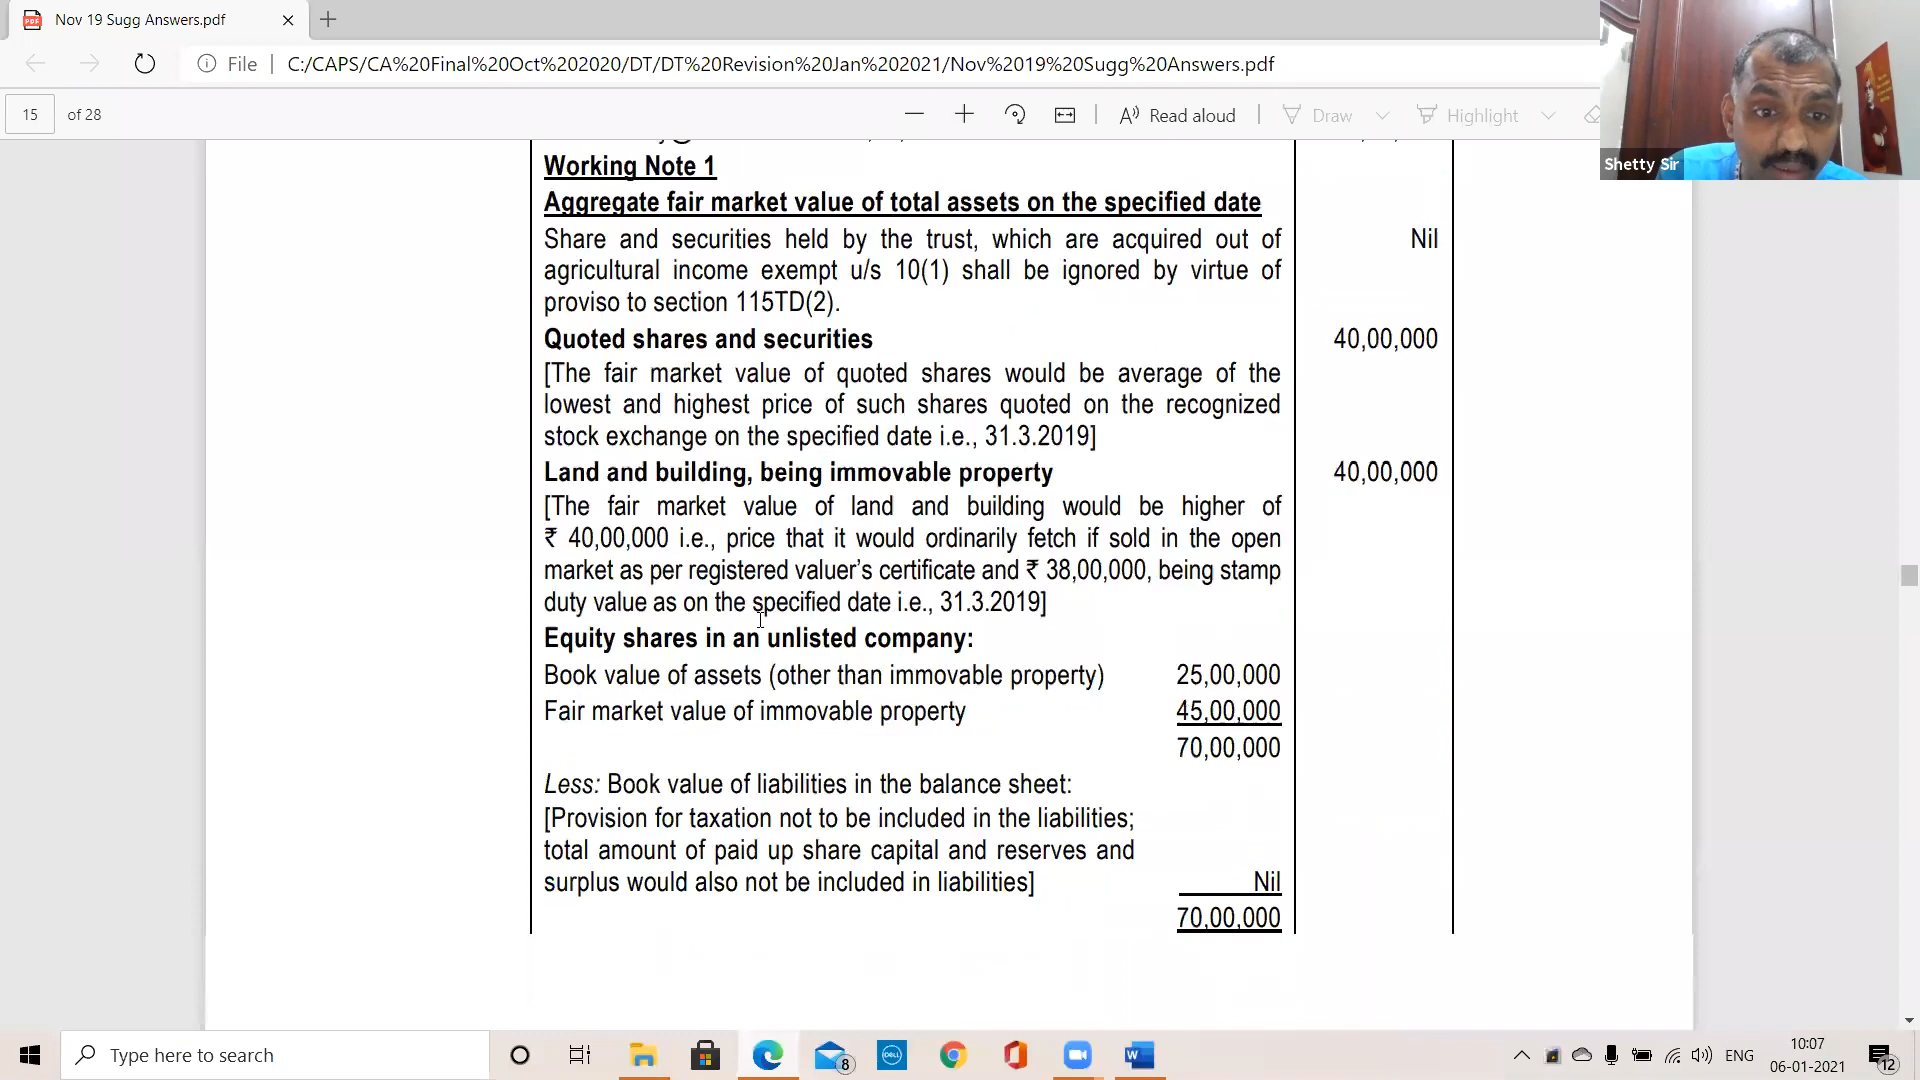 Nov 19 Sugg Answers.pdf
File
C:/CAPS/CA%20Final%20Oct%202020/DT/DT%20Revision%20Jan%202021/Nov%2019%20Sugg%20Answers.pdf
15 of 28
Read aloud
Draw
Highlight
Shetty Sir
Working Note 1
Aggregate fair market value of total assets on the specified date
Share and securities held by the trust, which are acquired out of Nil
agricultural income exempt u/s 10(1) shall be ignored by virtue of
proviso to section 115TD(2).
Quoted shares and securities 40,00,000
[The fair market value of quoted shares would be average of the
lowest and highest price of such shares quoted on the recognized
stock exchange on the specified date i.e., 31.3.2019]
Land and building, being immovable property 40,00,000
[The fair market value of land and building would be higher of
₹ 40,00,000 i.e., price that it would ordinarily fetch if sold in the open
market as per registered valuer's certificate and ₹ 38,00,000, being stamp
duty value as on the specified date i.e., 31.3.2019]
Equity shares in an unlisted company:
Book value of assets (other than immovable property) 25,00,000
Fair market value of immovable property 45,00,000
70,00,000
Less: Book value of liabilities in the balance sheet:
[Provision for taxation not to be included in the liabilities;
total amount of paid up share capital and reserves and
surplus would also not be included in liabilities] Nil
70,00,000
Type here to search
8
DELL
W
ENG
10:07
06-01-2021
12